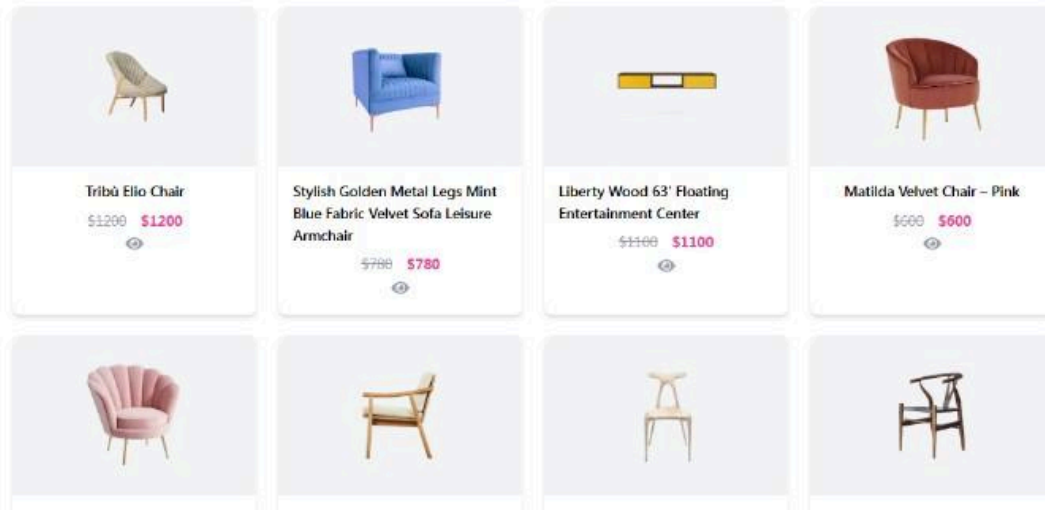 Tribù Elio Chair
$1200 $1200
Stylish Golden Metal Legs Mint
Blue Fabric Velvet Sofa Leisure
Armchair
$780 $780
Liberty Wood 63' Floating
Entertainment Center
$1100 $1100
Matilda Velvet Chair – Pink
$600 $600